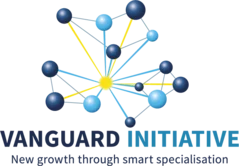 VANGUARD INITIATIVE
New growth through smart specialisation